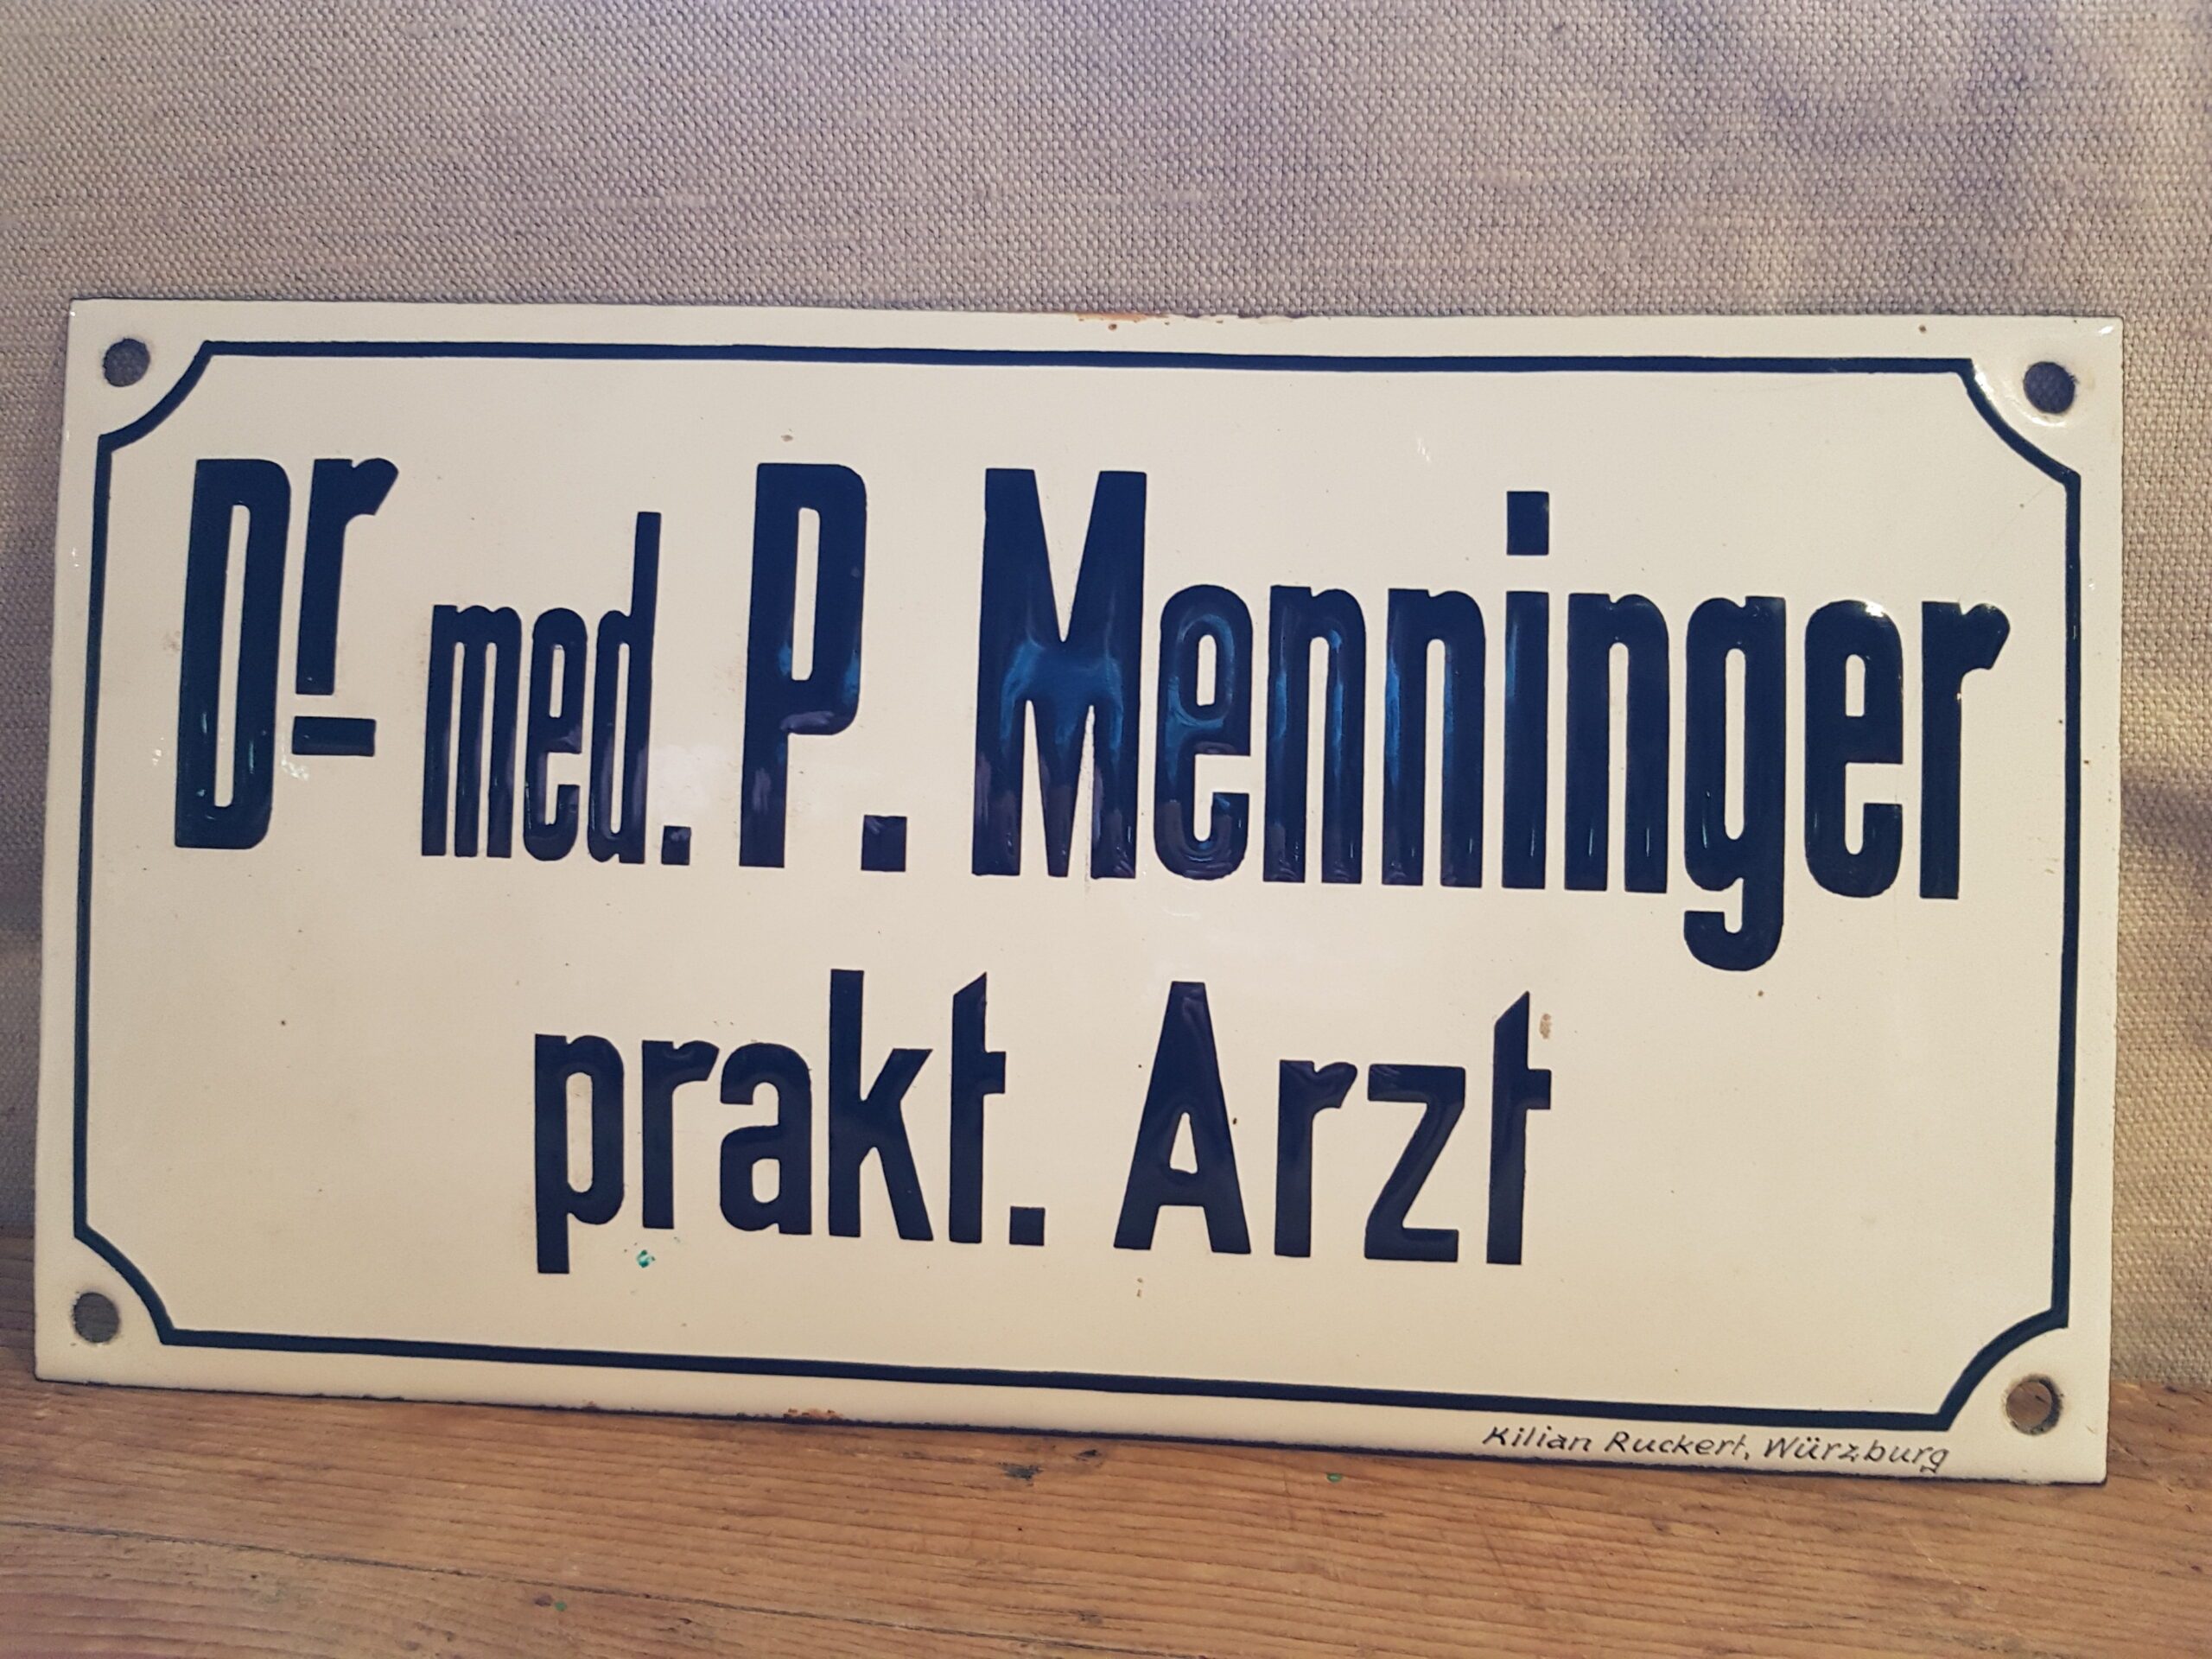 Dr med. P. Menninger
prakt. Arzt
Kilian Ruckert, Würzburg